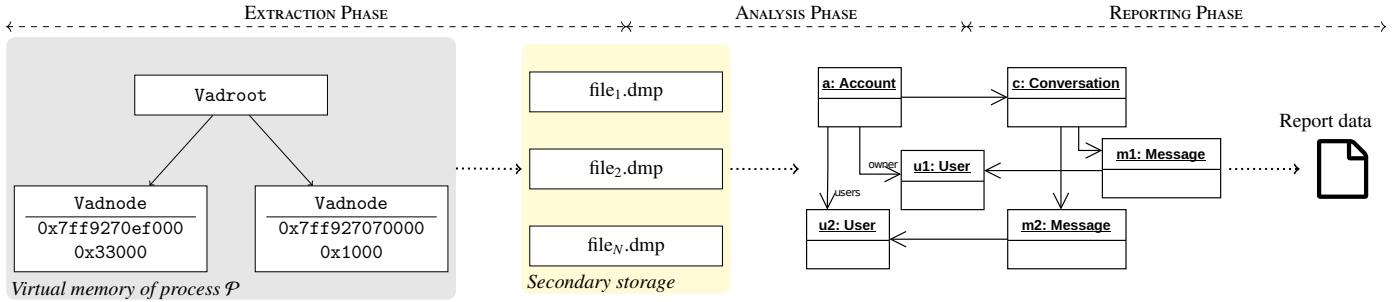 EXTRACTION PHASE
ANALYSIS PHASE
REPORTING PHASE
Vadroot
Vadnode
0x7ff9270ef000
0x33000
Vadnode
0x7ff927070000
0x1000
Virtual memory of process P
file1.dmp
file2.dmp
fileN.dmp
Secondary storage
a: Account
c: Conversation
owner
u1: User
m1: Message
users
u2: User
m2: Message
Report data